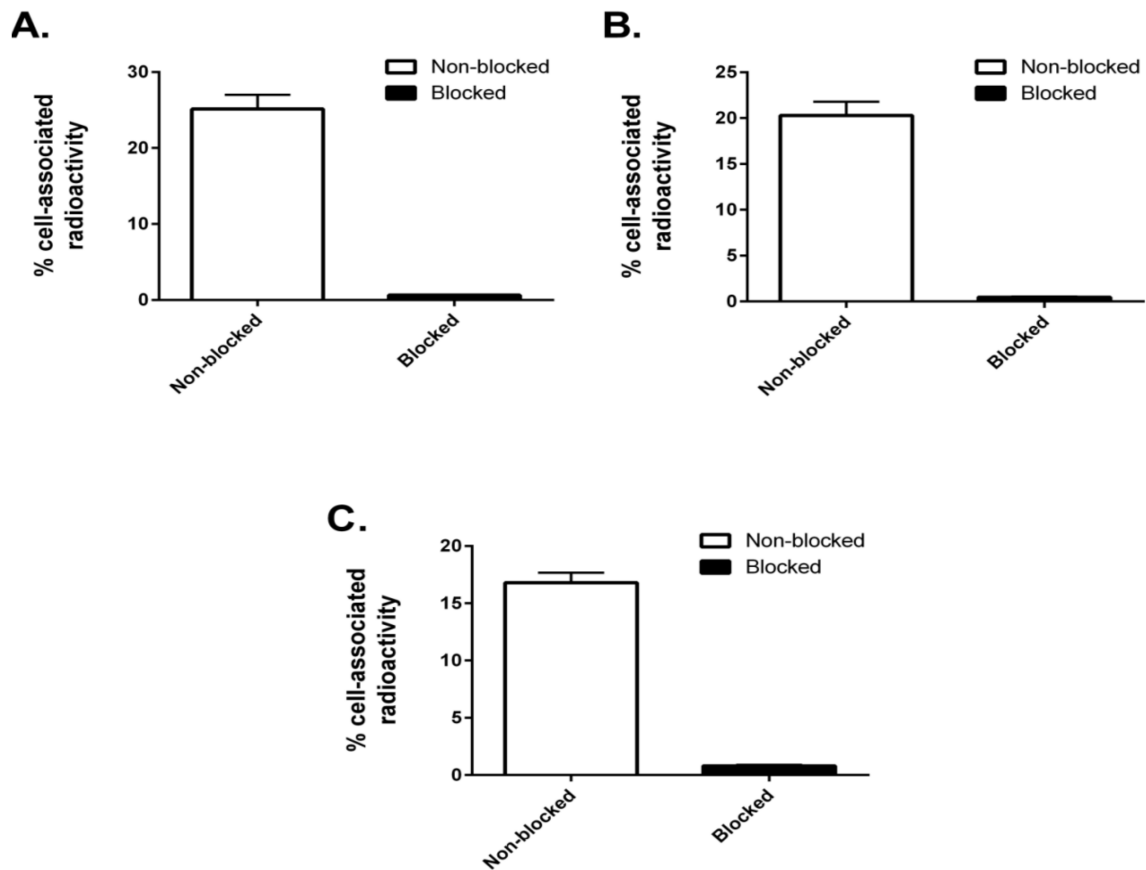 A.
% cell-associated
radioactivity
30
20
10
0
Non-blocked
Blocked
Non-blocked
Blocked
B.
% cell-associated
radioactivity
25
20
15
10
5
0
Non-blocked
Blocked
Non-blocked
Blocked
C.
% cell-associated
radioactivity
20
15
10
5
0
Non-blocked
Blocked
Non-blocked
Blocked